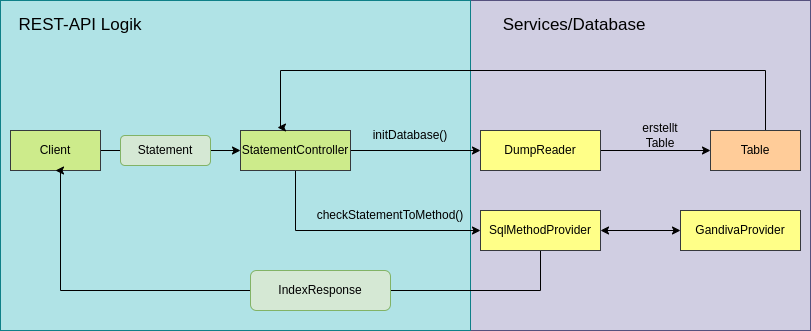 REST-API Logik
Services/Database
Client
Statement
StatementController
initDatabase()
DumpReader
erstellt
Table
Table
checkStatementToMethod()
SqlMethodProvider
GandivaProvider
IndexResponse